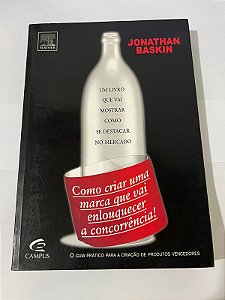 ELSEVIER
JONATHAN
BASKIN
UM LIVRO
QUE VAI
MOSTRAR
COMO
SE DESTACAR
NO MERCADO
Como criar uma
marca que vai
enlouquecer
a concorrência!
O GUIA PRÁTICO PARA A CRIAÇÃO DE PRODUTOS VENCEDORES
CAMPUS